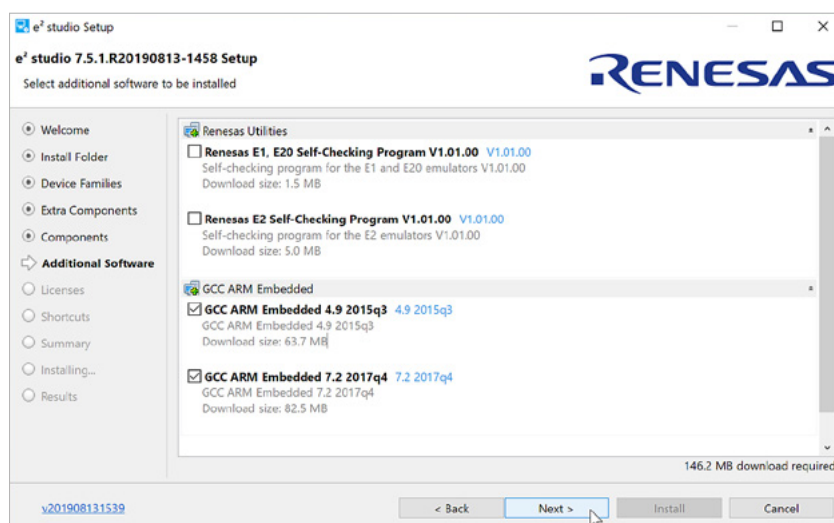 e² studio Setup
e² studio 7.5.1.R20190813-1458 Setup
Select additional software to be installed
RENESAS
Welcome
Install Folder
Device Families
Extra Components
Components
Additional Software
Licenses
Shortcuts
Summary
Installing...
Results
Renesas Utilities
Renesas E1, E20 Self-Checking Program V1.01.00 V1.01.00
Self-checking program for the E1 and E20 emulators V1.01.00
Download size: 1.5 MB
Renesas E2 Self-Checking Program V1.01.00 V1.01.00
Self-checking program for the E2 emulators V1.01.00
Download size: 5.0 MB
GCC ARM Embedded
GCC ARM Embedded 4.9 2015q3 4.9 2015q3
GCC ARM Embedded 4.9 2015q3
Download size: 63.7 MB
GCC ARM Embedded 7.2 2017q4 7.2 2017q4
GCC ARM Embedded 7.2 2017q4
Download size: 82.5 MB
146.2 MB download required
v201908131539
< Back
Next >
Install
Cancel